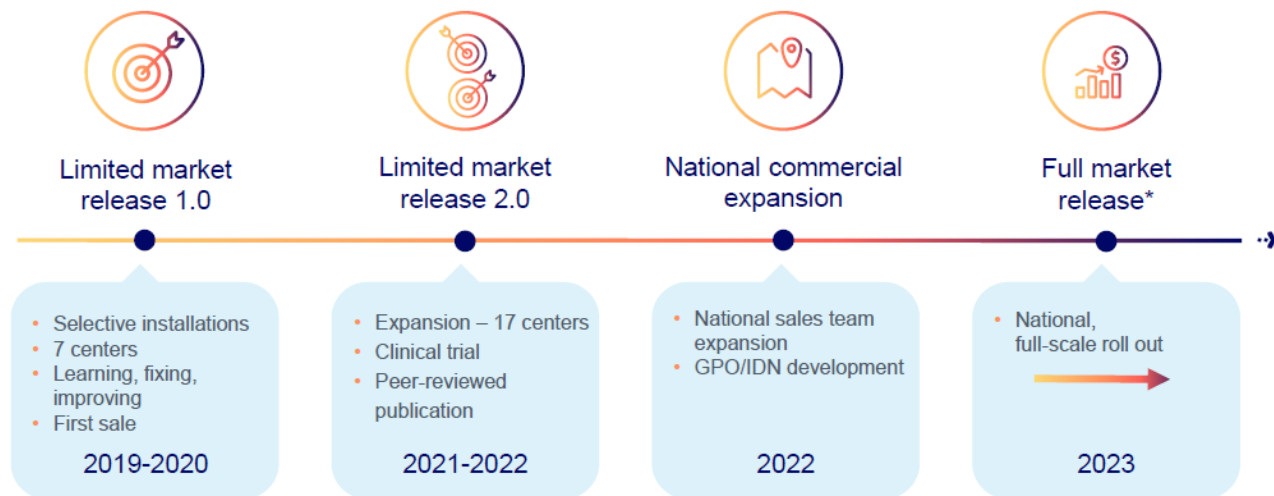 $
Limited market
release 1.0
Limited market
release 2.0
National commercial
expansion
Full market
release*
• Selective installations
• 7 centers
• Learning, fixing,
improving
• First sale
2019-2020
• Expansion – 17 centers
• Clinical trial
• Peer-reviewed
publication
2021-2022
• National sales team
expansion
• GPO/IDN development
2022
• National,
full-scale roll out
2023